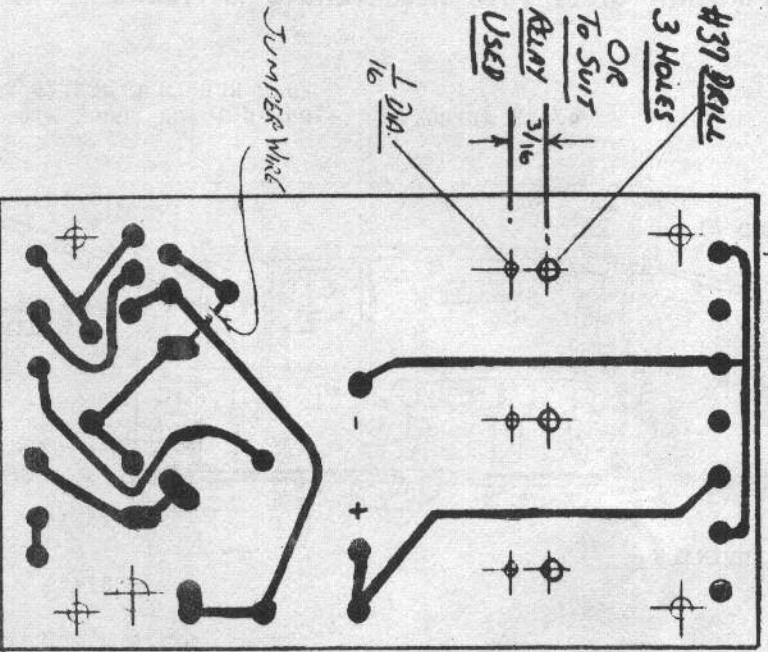 #37 DRILL
3 HOLES
OR
TO SUIT
RELAY
USED
3/16
1/16 DIA.
JUMPER WIRE
-
+